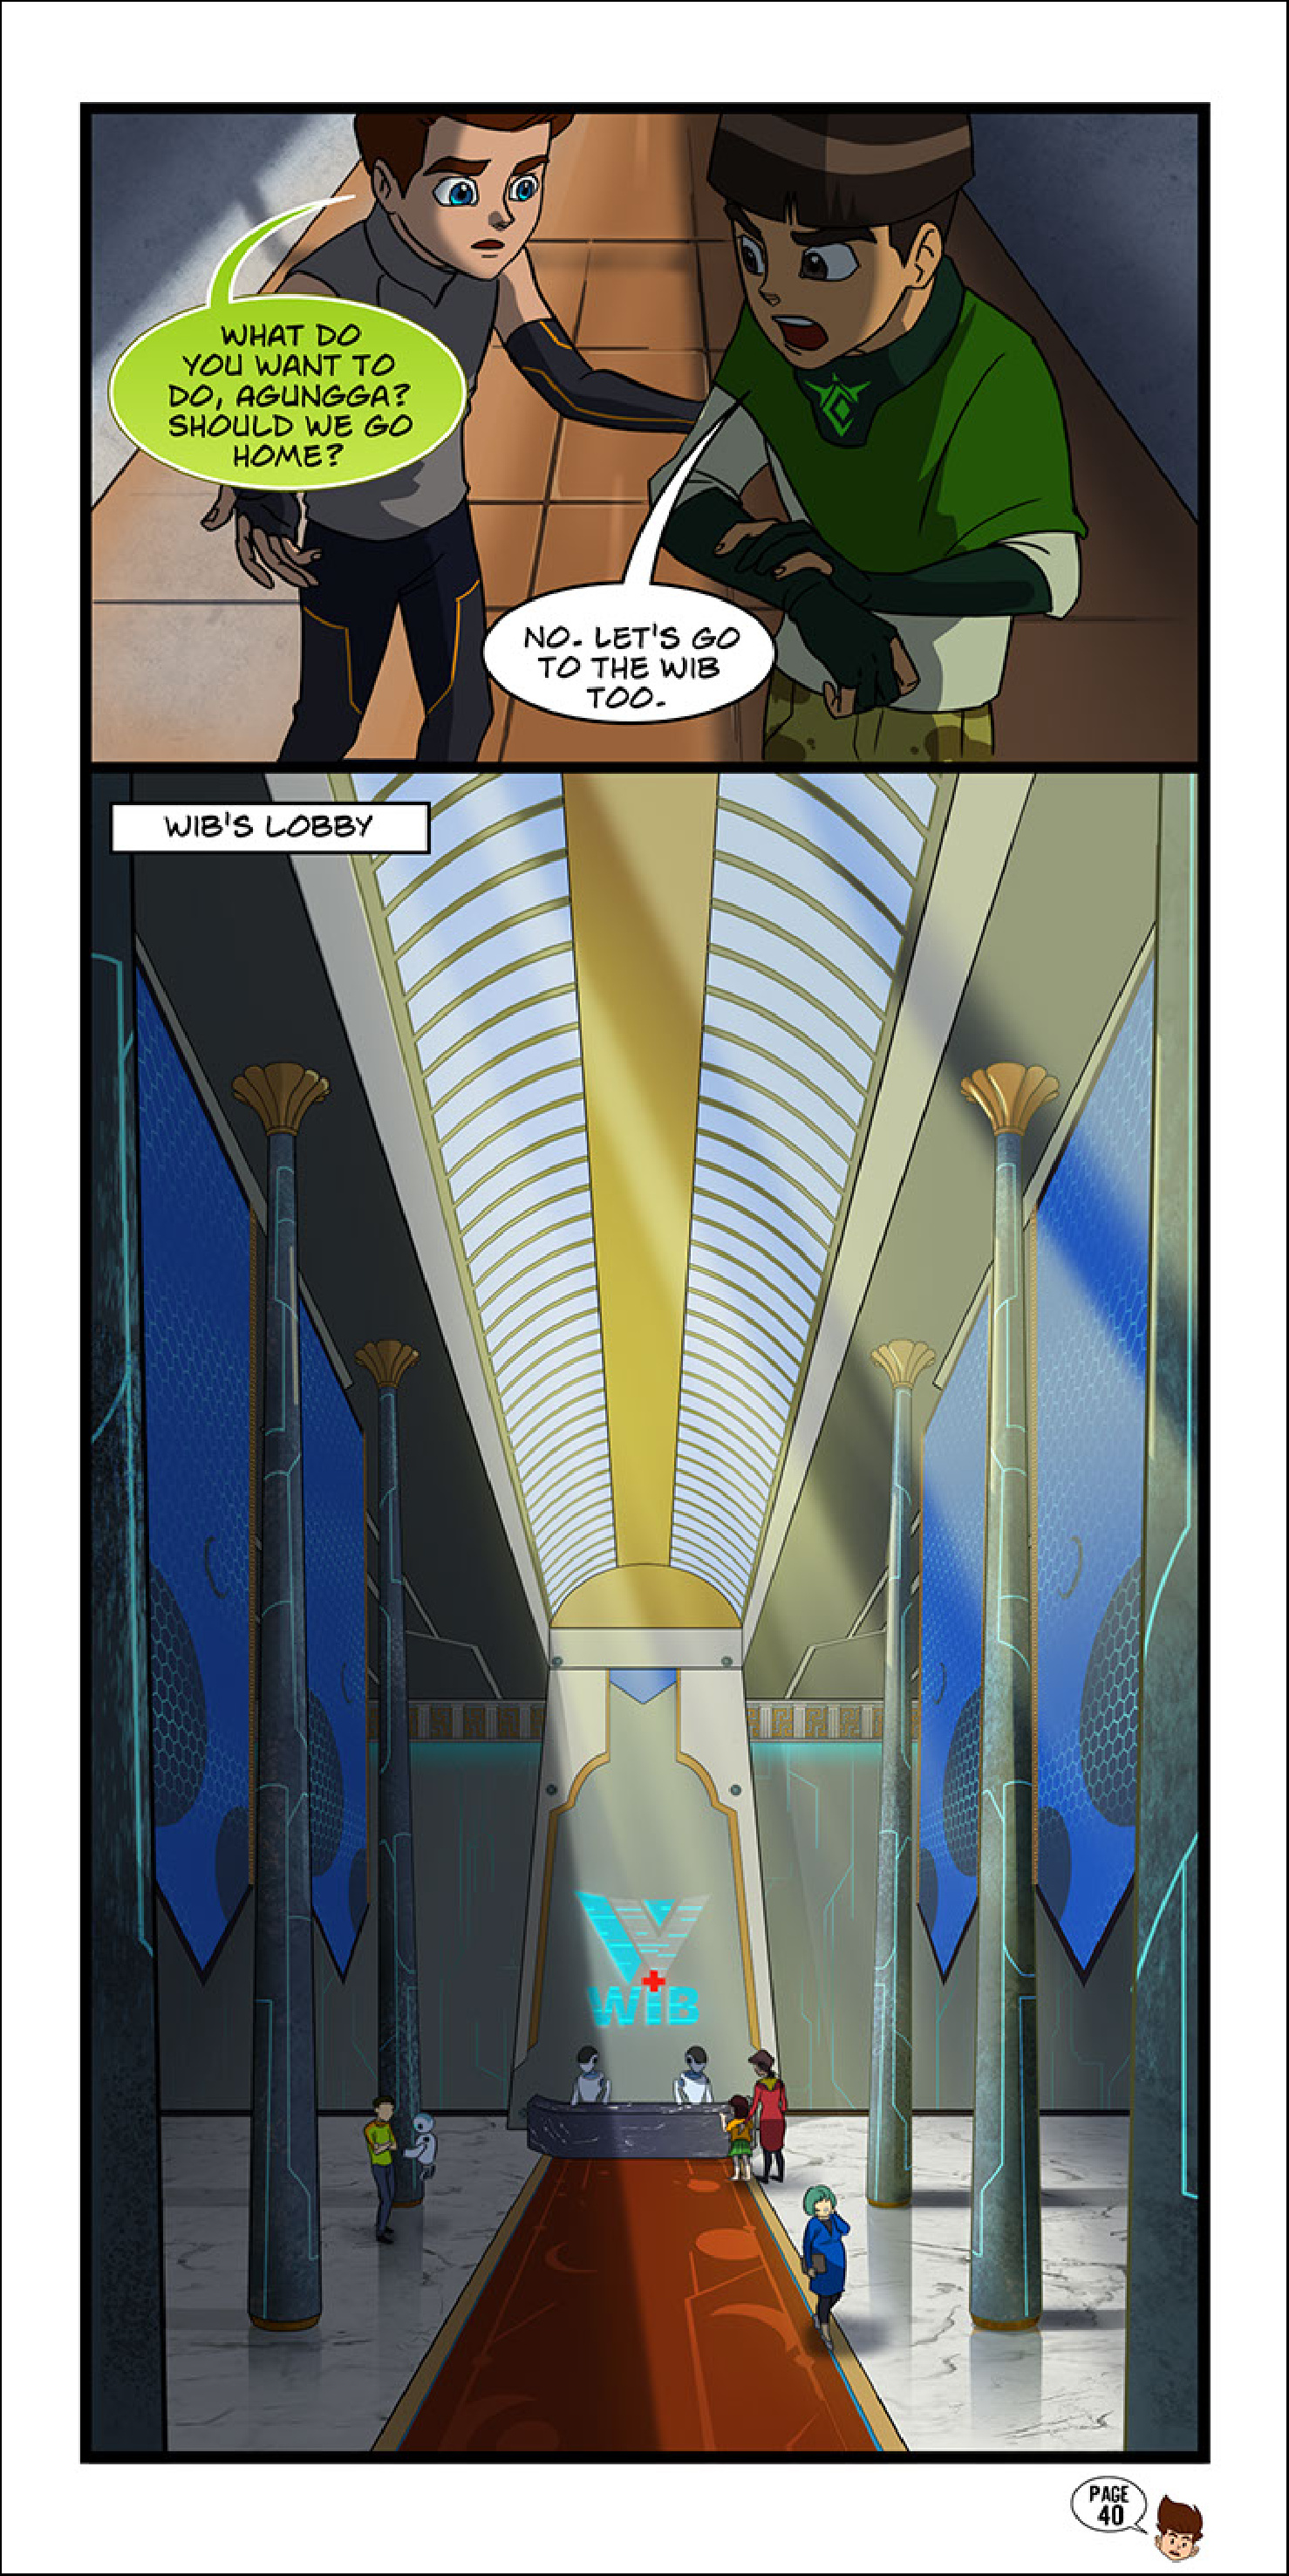 WHAT DO
YOU WANT TO
DO, AGUNGGA?
SHOULD WE GO
HOME?
NO. LET'S GO
TO THE WIB
TOO.
WIB'S LOBBY
WIB
PAGE
40